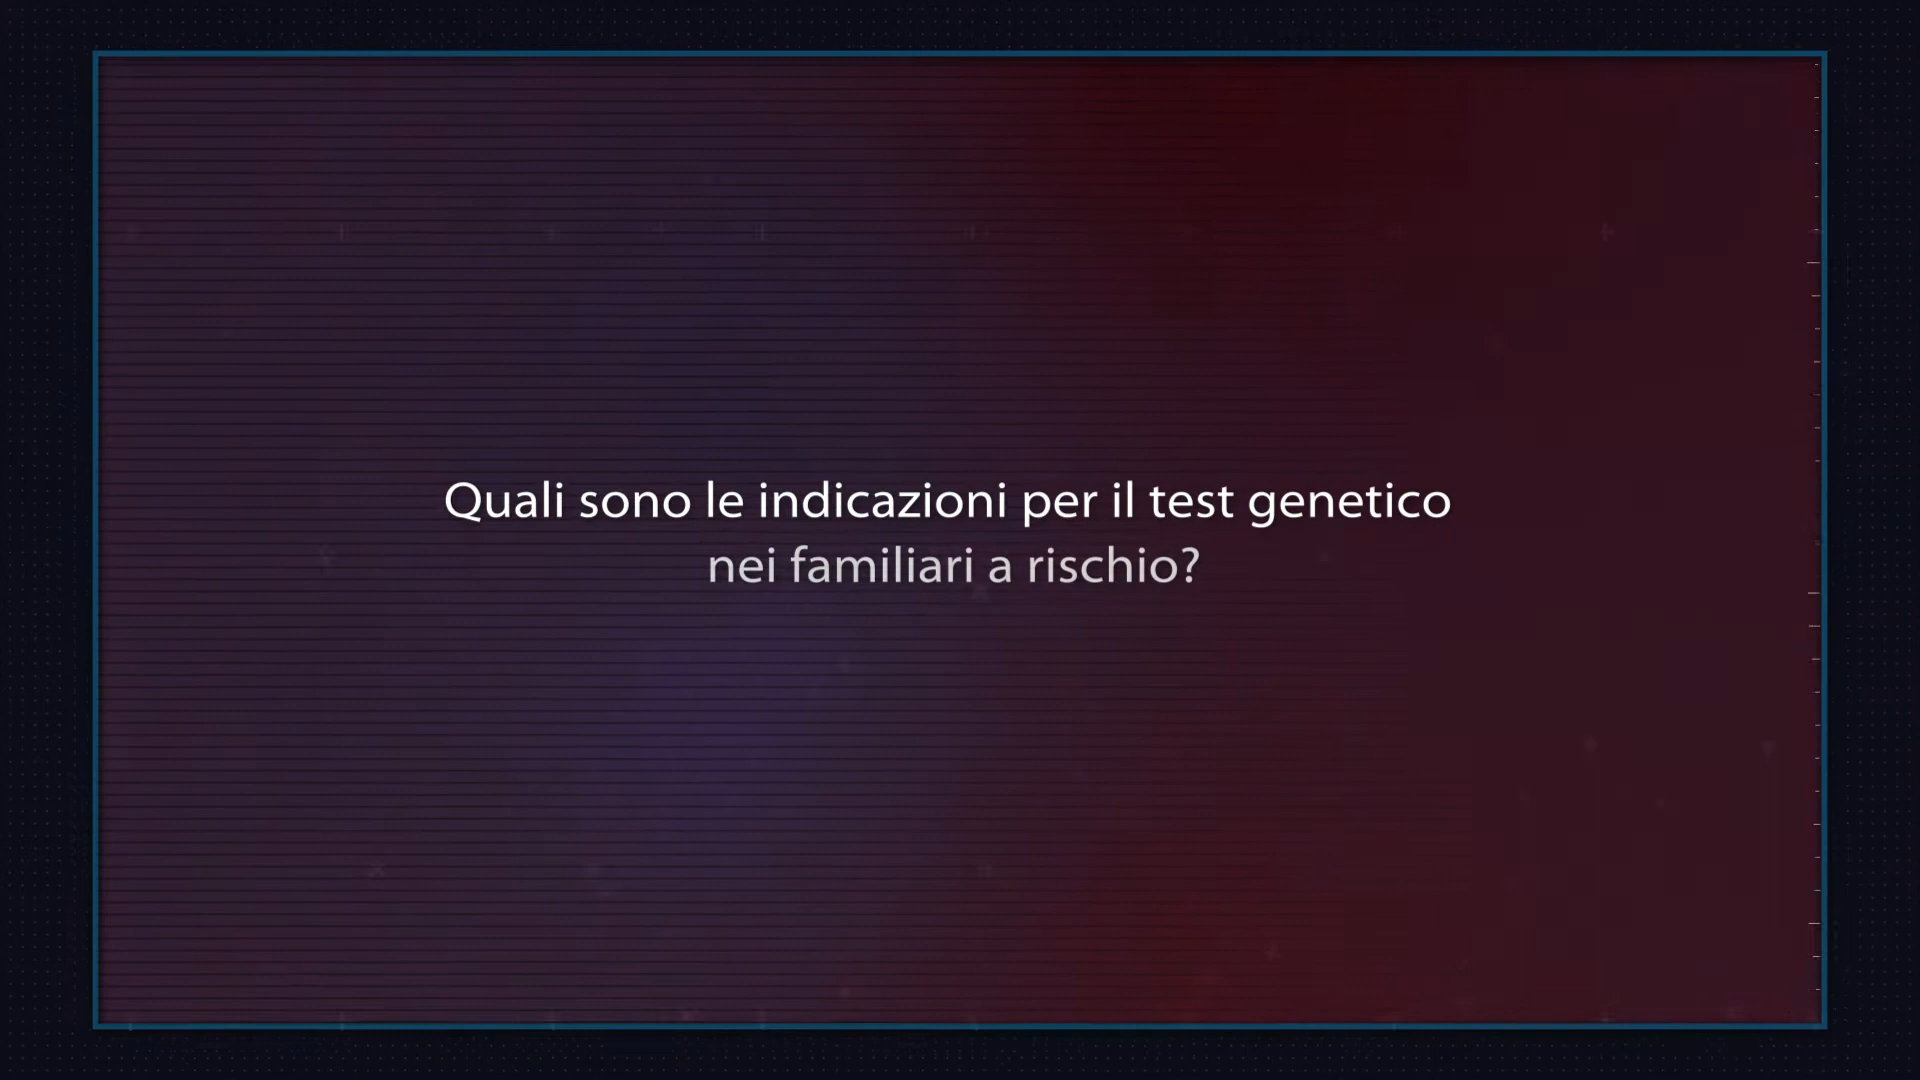 Quali sono le indicazioni per il test genetico
nei familiari a rischio?